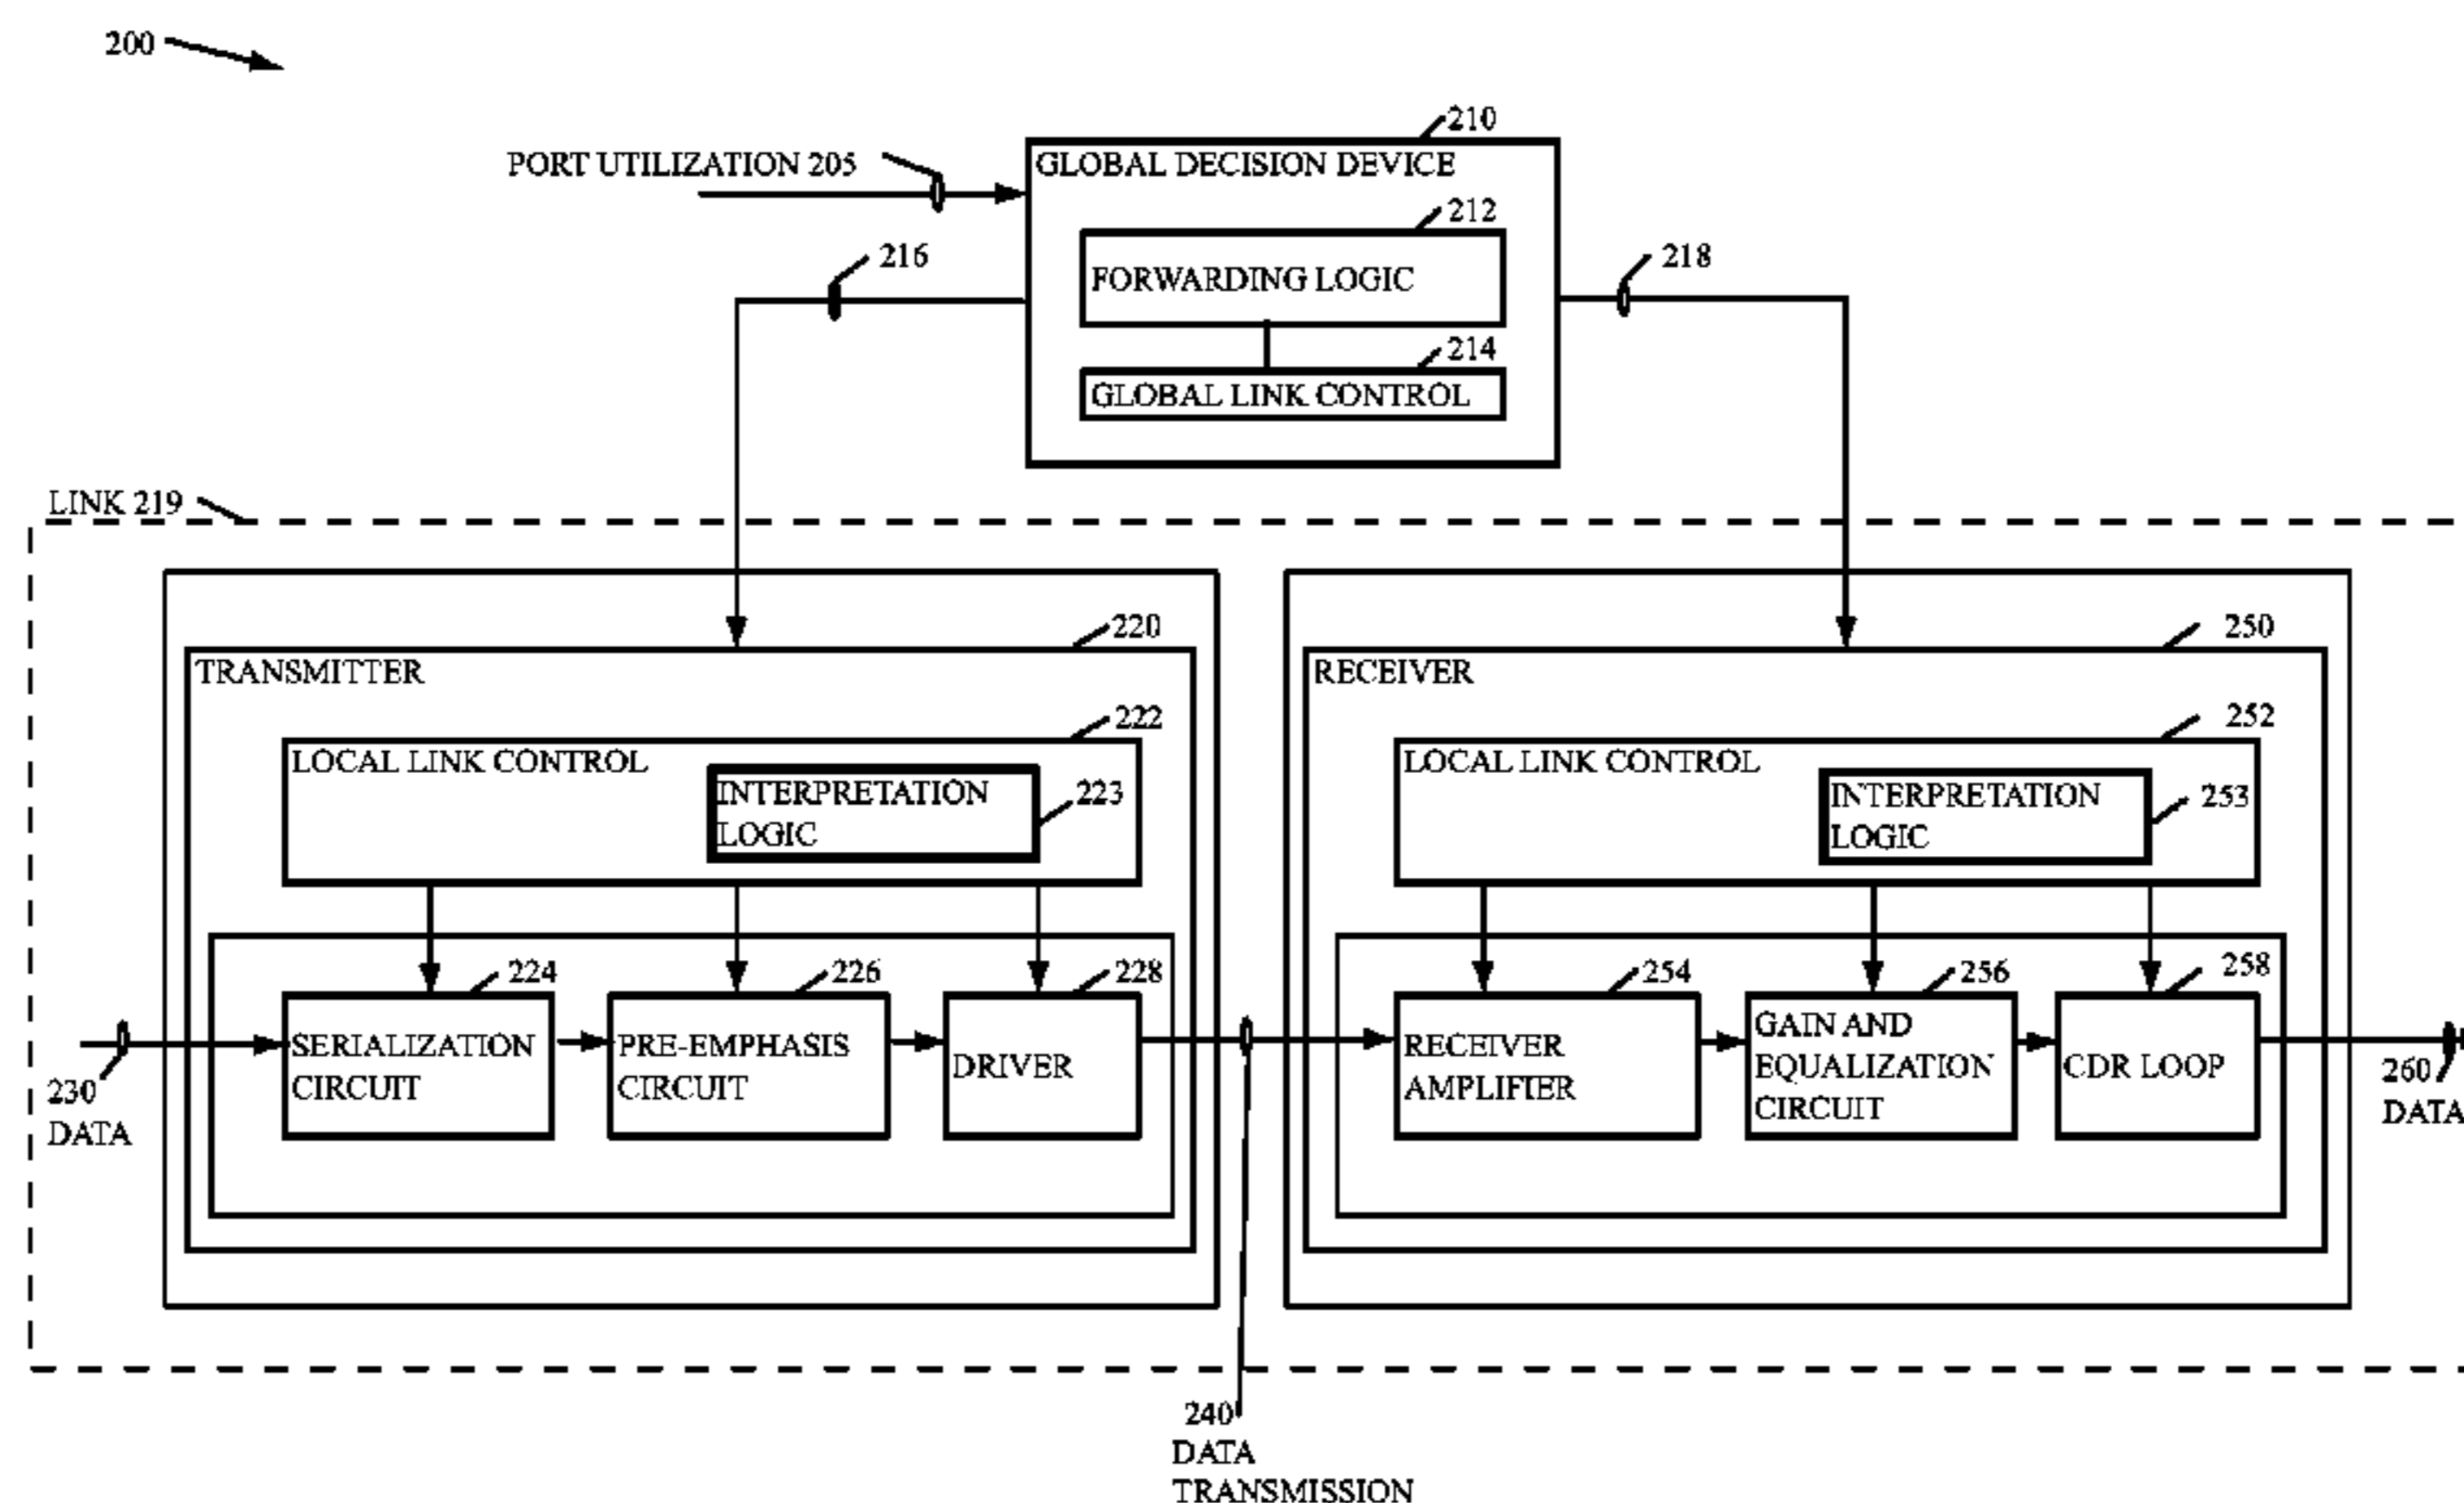 200
210
PORT UTILIZATION 205
GLOBAL DECISION DEVICE
212
FORWARDING LOGIC
214
GLOBAL LINK CONTROL
216
218
LINK 219
220
TRANSMITTER
222
LOCAL LINK CONTROL
INTERPRETATION
LOGIC
223
224
SERIALIZATION
CIRCUIT
226
PRE-EMPHASIS
CIRCUIT
228
DRIVER
230
DATA
240
DATA
TRANSMISSION
250
RECEIVER
252
LOCAL LINK CONTROL
INTERPRETATION
LOGIC
253
254
RECEIVER
AMPLIFIER
256
GAIN AND
EQUALIZATION
CIRCUIT
258
CDR LOOP
260
DATA